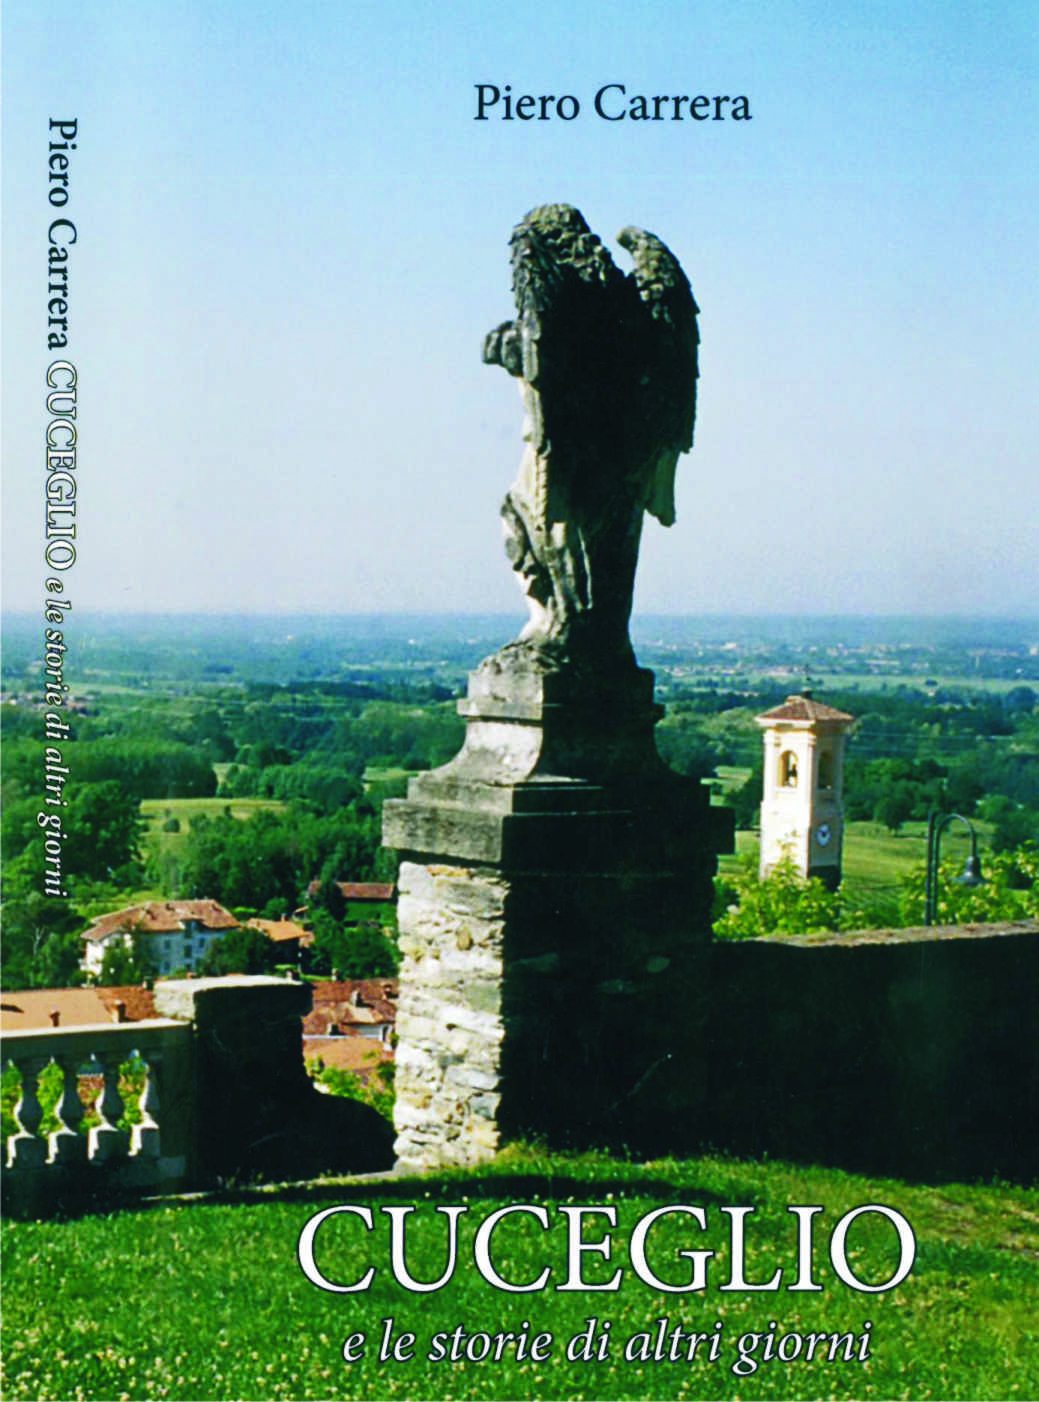 Piero Carrera
Piero Carrera CUCEGLIO e le storie di altri giorni
CUCEGLIO
e le storie di altri giorni